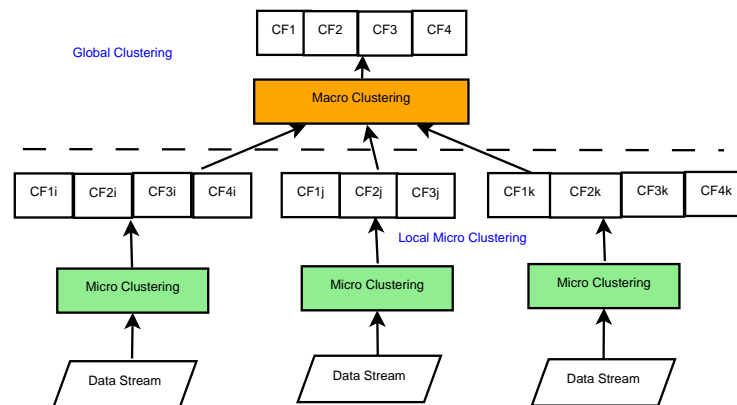 CF1 CF2 CF3 CF4
Global Clustering
Macro Clustering
CF1i CF2i CF3i CF4i
CF1j CF2j CF3j
CF1k CF2k CF3k CF4k
Local Micro Clustering
Micro Clustering
Micro Clustering
Micro Clustering
Data Stream
Data Stream
Data Stream